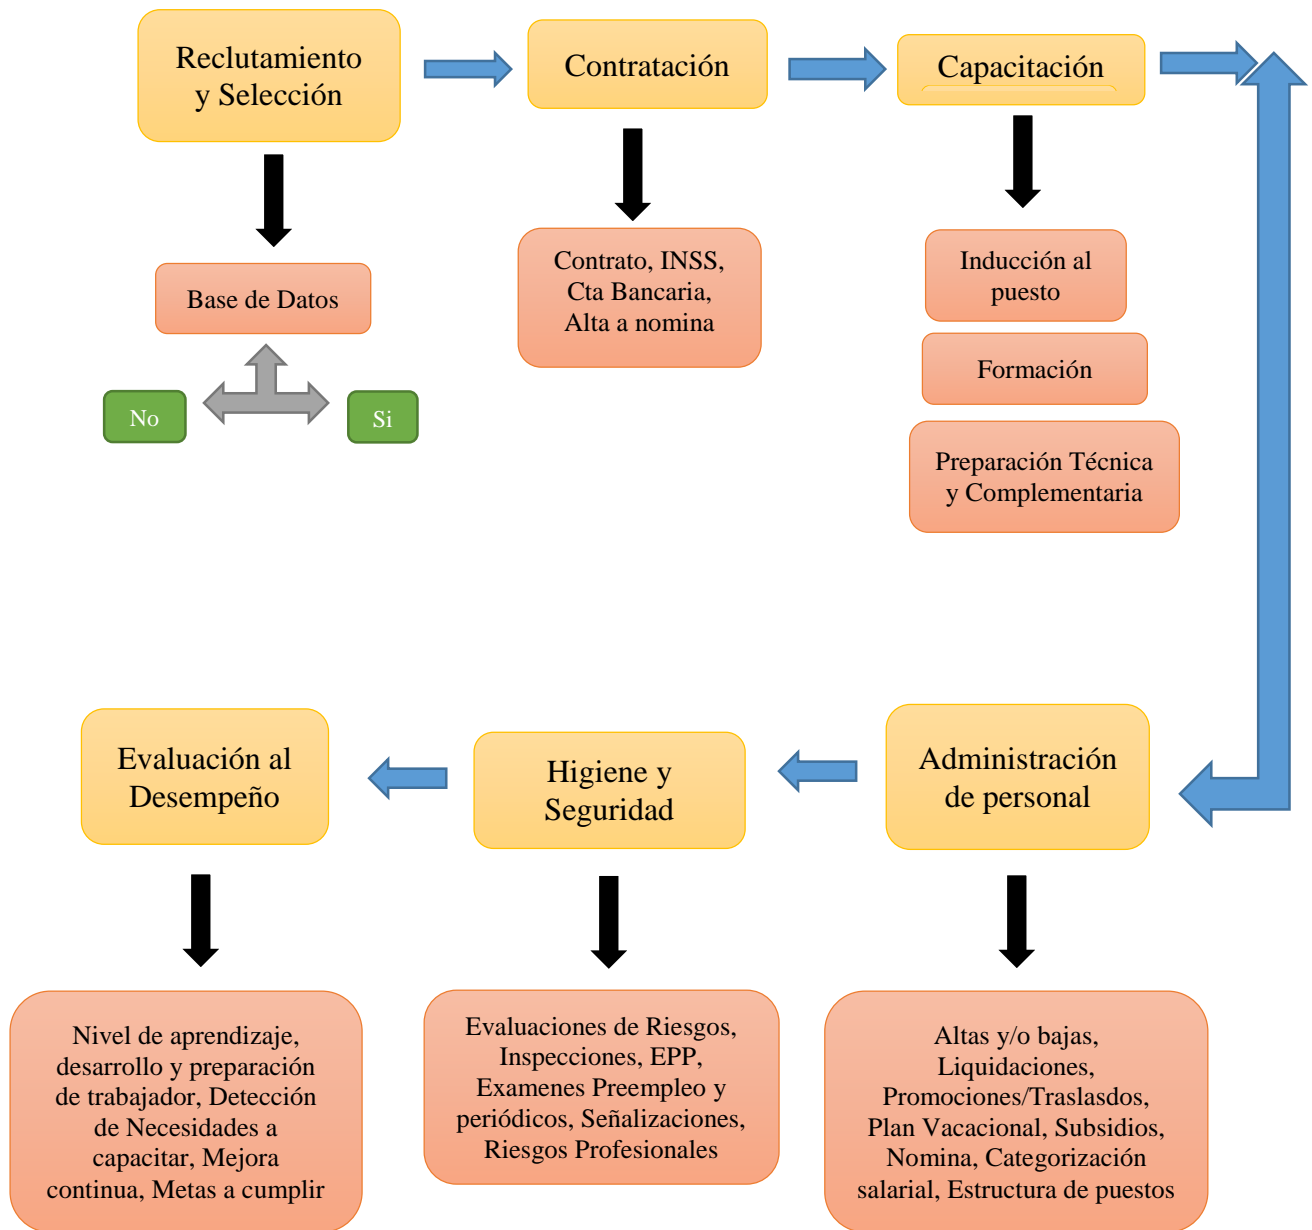 Reclutamiento
y Selección
Contratación
Capacitación
Base de Datos
No
Si
Contrato, INSS,
Cta Bancaria,
Alta a nomina
Inducción al
puesto
Formación
Preparación Técnica
y Complementaria
Evaluación al
Desempeño
Higiene y
Seguridad
Administración
de personal
Nivel de aprendizaje,
desarrollo y preparación
de trabajador, Detección
de Necesidades a
capacitar, Mejora
continua, Metas a cumplir
Evaluaciones de Riesgos,
Inspecciones, EPP,
Examenes Preempleo y
periódicos, Señalizaciones,
Riesgos Profesionales
Altas y/o bajas,
Liquidaciones,
Promociones/Traslasdos,
Plan Vacacional, Subsidios,
Nomina, Categorización
salarial, Estructura de puestos